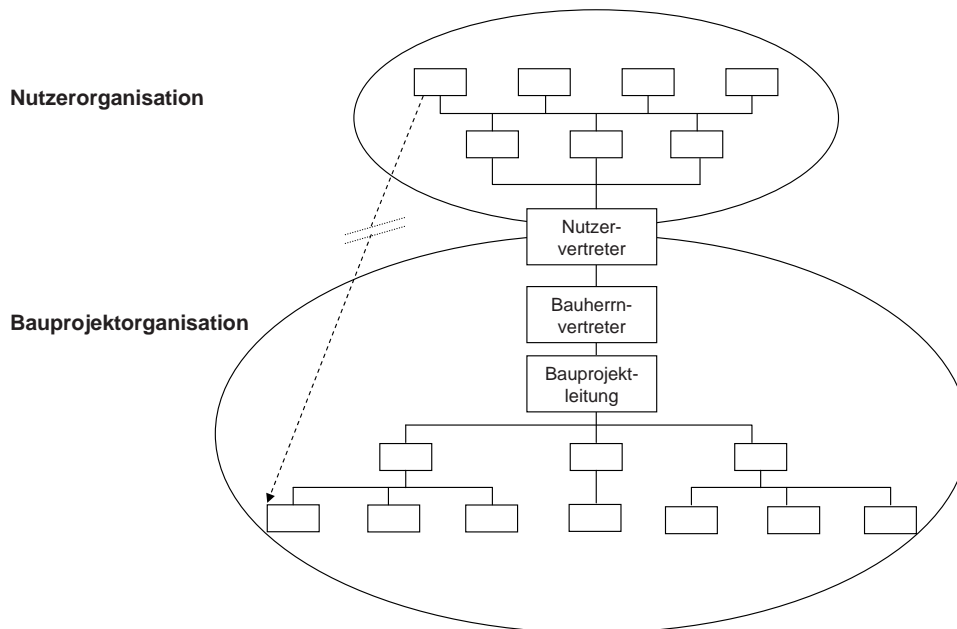 Nutzerorganisation
Nutzer-
vertreter
Bauherrn-
vertreter
Bauprojektorganisation
Bauprojekt-
leitung